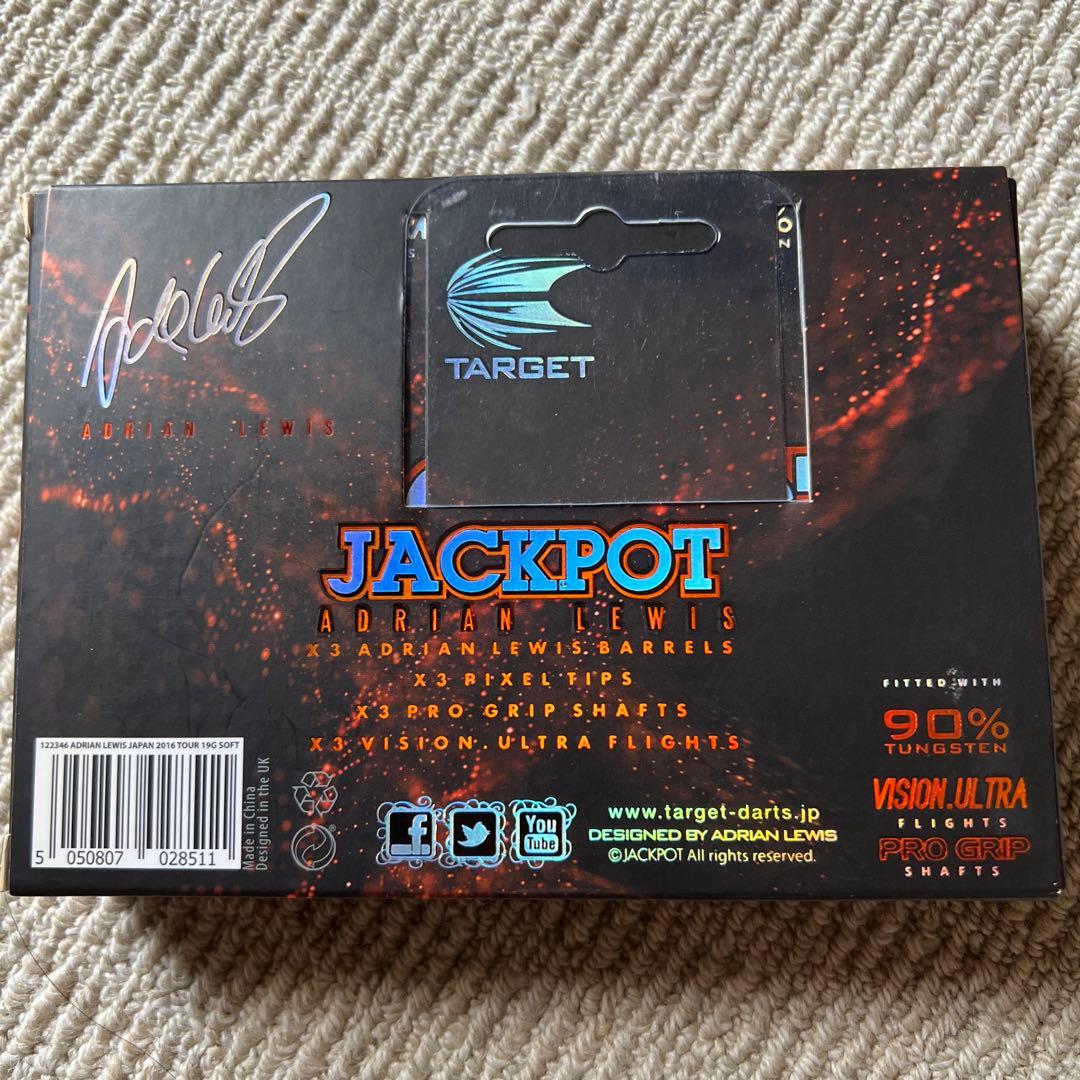 Ade Lewis
ADRIAN LEWIS
TARGET
JACKPOT
ADRIAN LEWIS
X3 ADRIAN LEWIS BARRELS
X3 PIXEL TIPS
X3 PRO GRIP SHAFTS
X3 VISION.ULTRA FLIGHTS
FITTED WITH
90%
TUNGSTEN
VISION.ULTRA
FLIGHTS
PRO GRIP
SHAFTS
122346 ADRIAN LEWIS JAPAN 2016 TOUR 19G SOFT
5 050807 028511
Made in China
Designed in the UK
f
You
Tube
www.target-darts.jp
DESIGNED BY ADRIAN LEWIS
©JACKPOT All rights reserved.